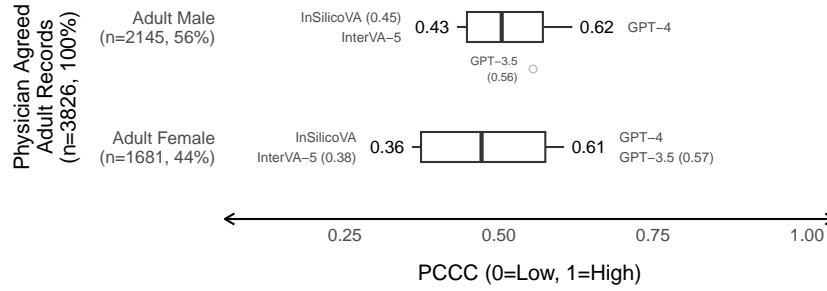 Physician Agreed
Adult Records
(n=3826, 100%)
Adult Male
(n=2145, 56%)
InSilicoVA (0.45)
InterVA−5
0.43
0.62
GPT−4
GPT−3.5
(0.56)
Adult Female
(n=1681, 44%)
InSilicoVA
InterVA−5 (0.38)
0.36
0.61
GPT−4
GPT−3.5 (0.57)
0.25
0.50
0.75
1.00
PCCC (0=Low, 1=High)